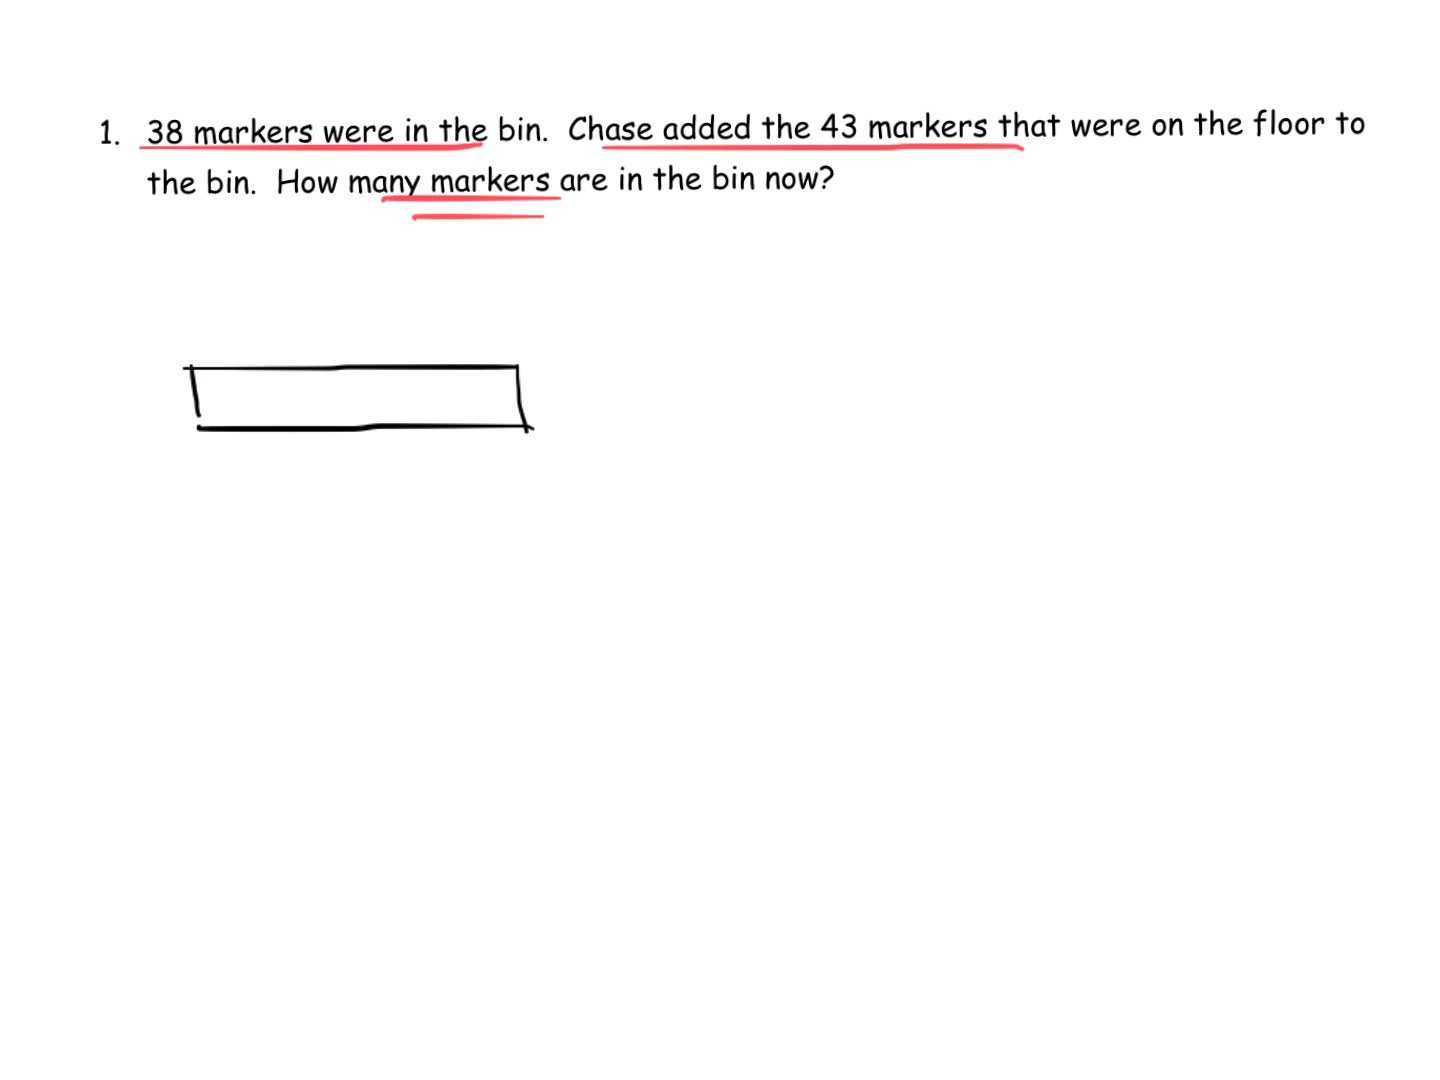 1. 38 markers were in the bin. Chase added the 43 markers that were on the floor to
the bin. How many markers are in the bin now?